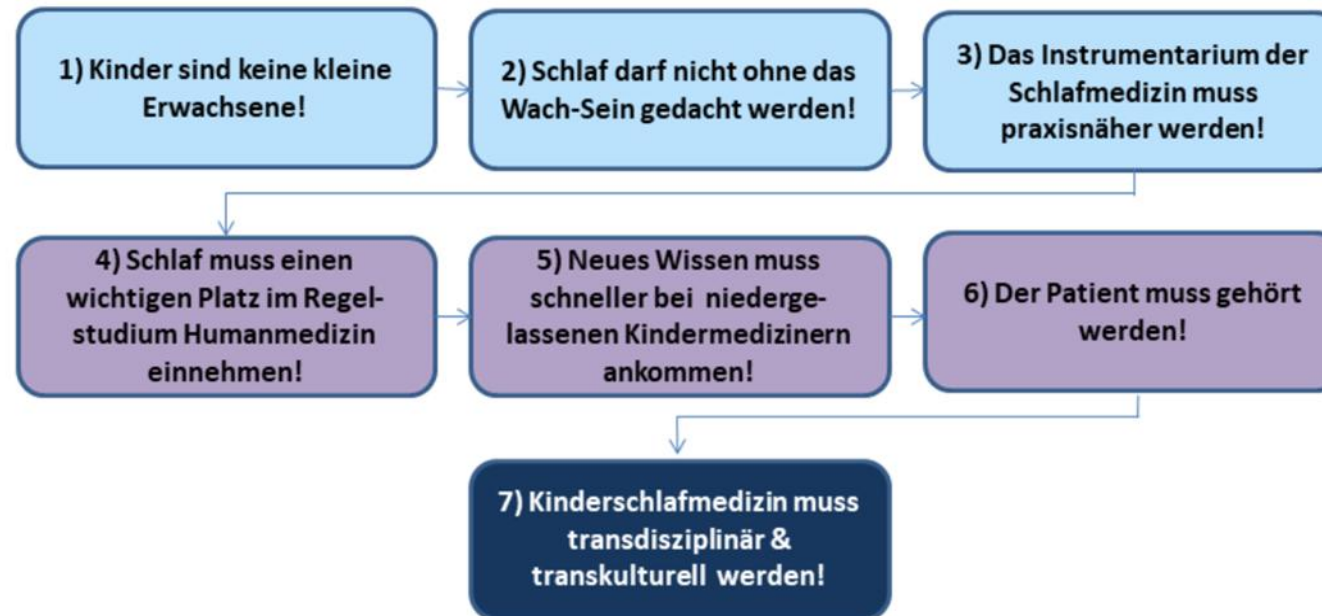 1) Kinder sind keine kleine
Erwachsene!
2) Schlaf darf nicht ohne das
Wach-Sein gedacht werden!
3) Das Instrumentarium der
Schlafmedizin muss
praxisnäher werden!
4) Schlaf muss einen
wichtigen Platz im Regel-
studium Humanmedizin
einnehmen!
5) Neues Wissen muss
schneller bei niederge-
lassenen Kindermedizinern
ankommen!
6) Der Patient muss gehört
werden!
7) Kinderschlafmedizin muss
transdisziplinär &
transkulturell werden!